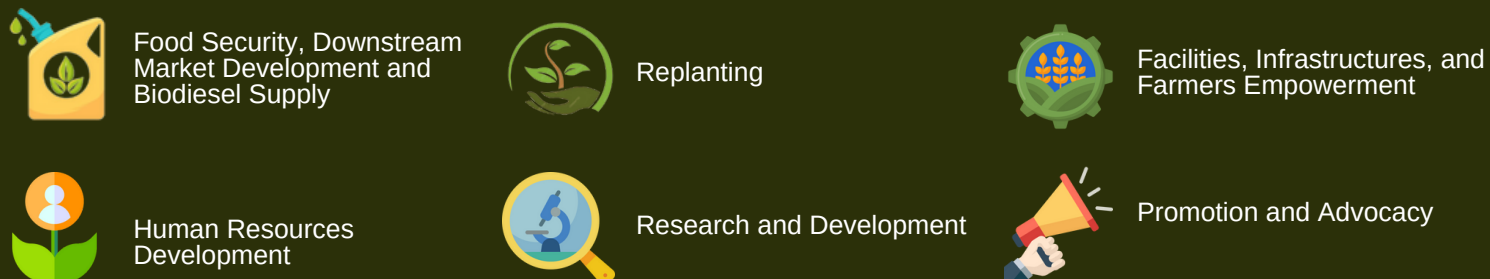 Food Security, Downstream
Market Development and
Biodiesel Supply
Replanting
Facilities, Infrastructures, and
Farmers Empowerment
Human Resources
Development
Research and Development
Promotion and Advocacy